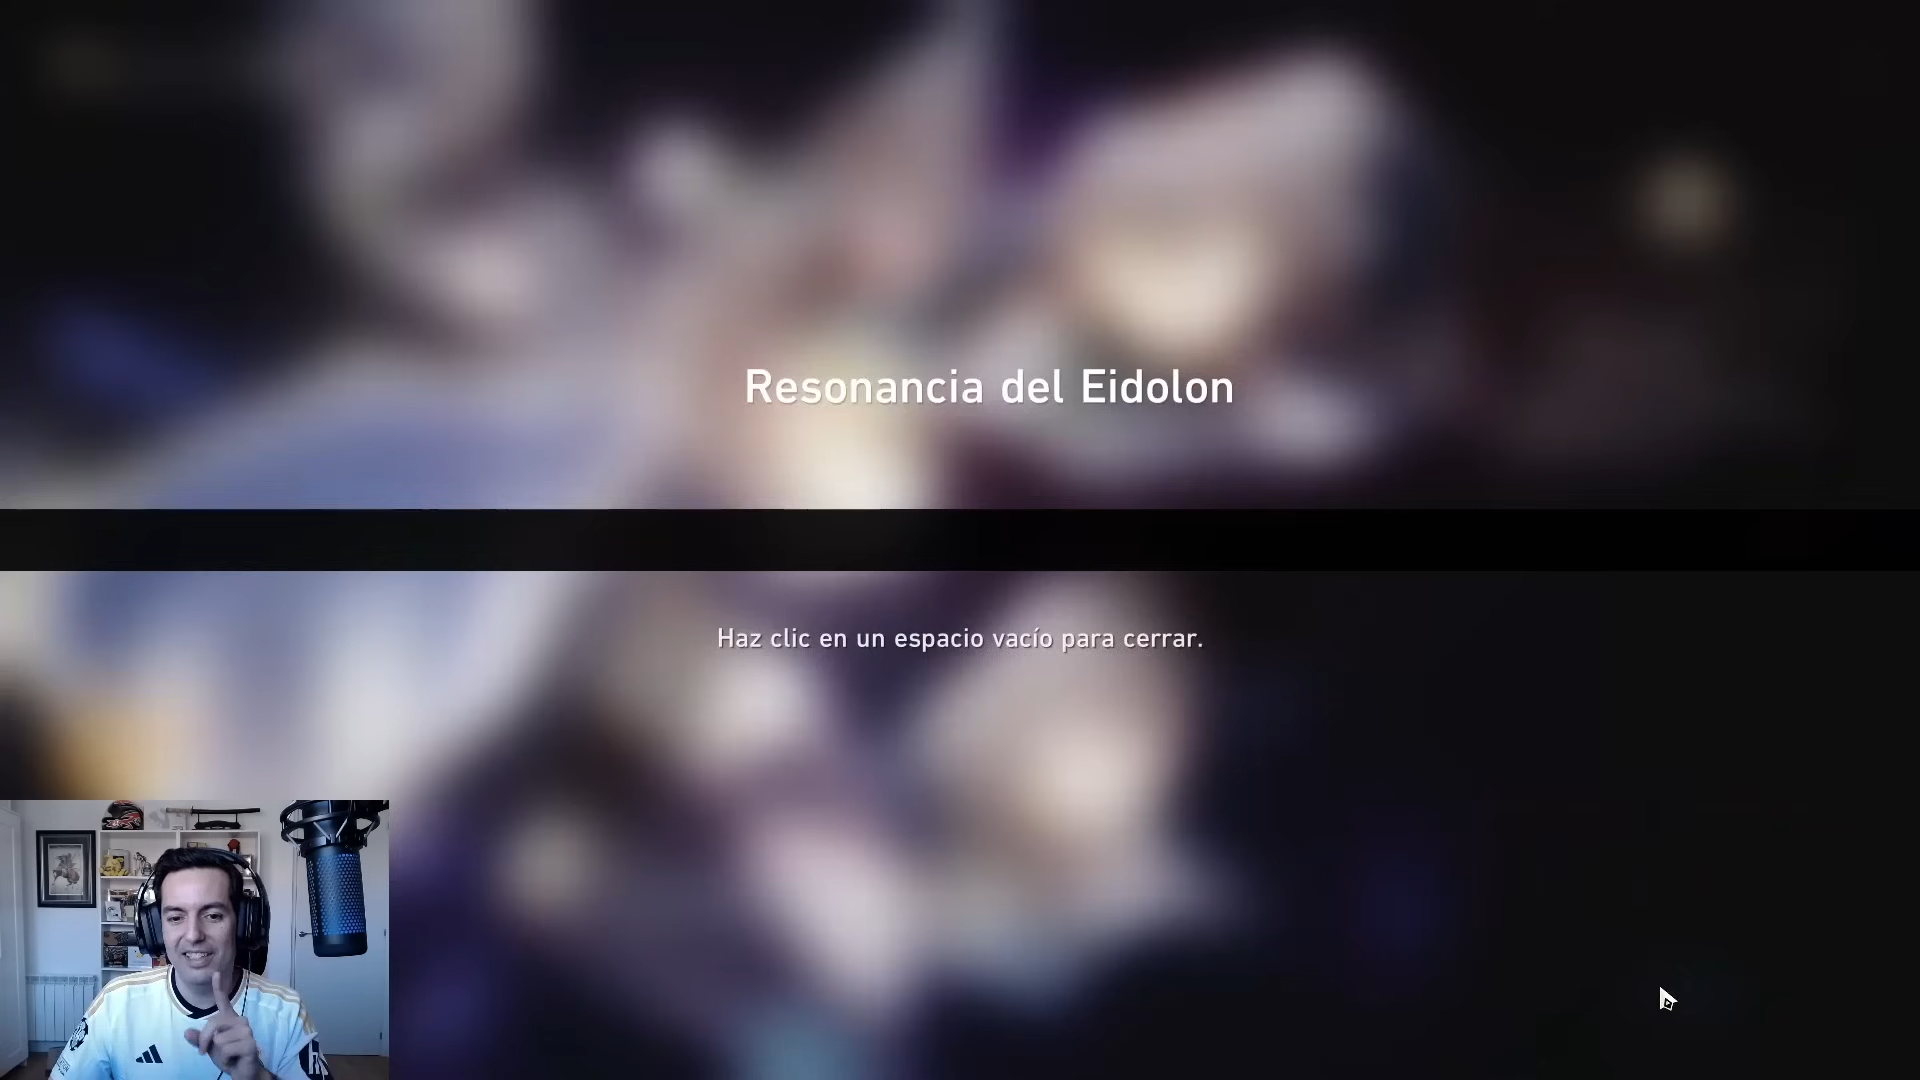 Resonancia del Eidolon
Haz clic en un espacio vacío para cerrar.